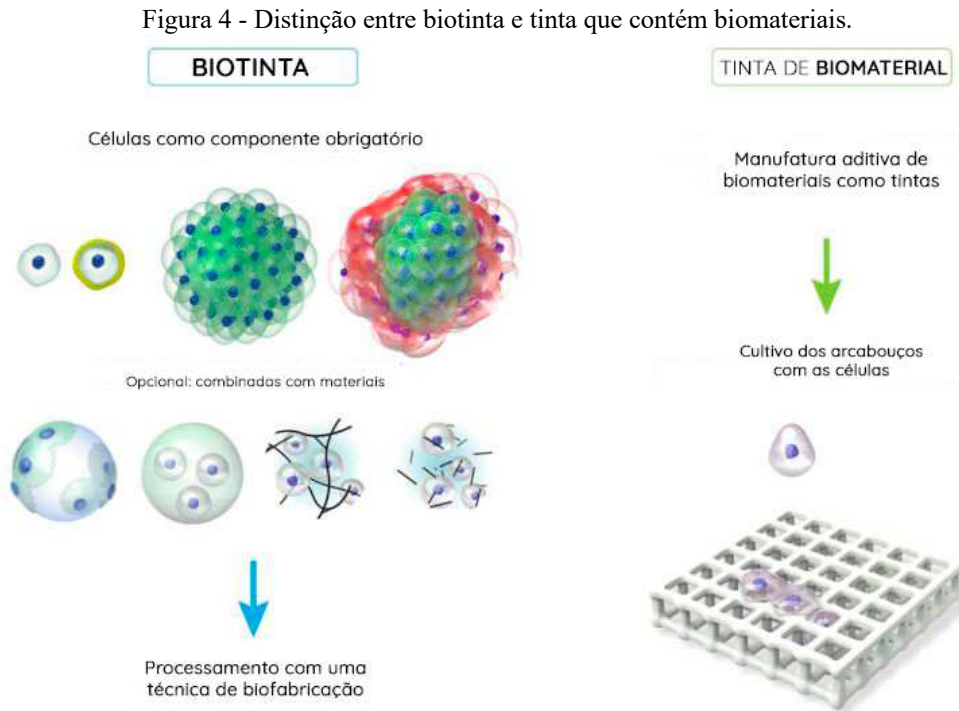 Figura 4 - Distinção entre biotinta e tinta que contém biomateriais.
BIOTINTA
Células como componente obrigatório
Opcional: combinadas com materiais
Processamento com uma
técnica de biofabricação
TINTA DE BIOMATERIAL
Manufatura aditiva de
biomateriais como tintas
Cultivo dos arcabouços
com as células